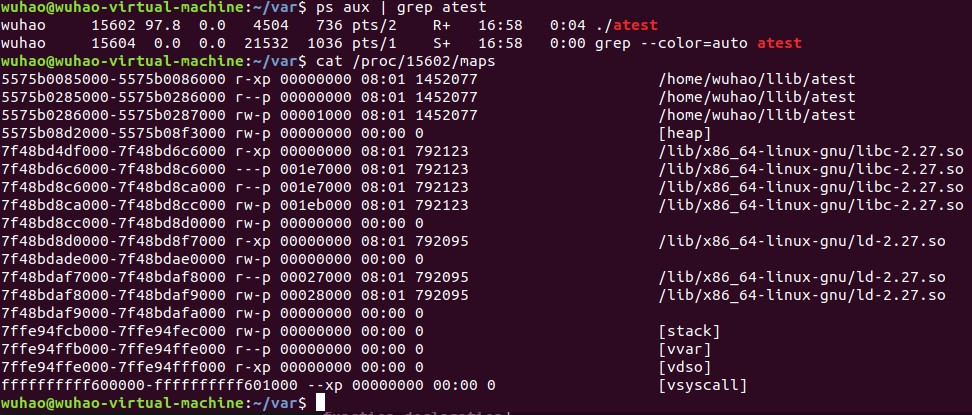 wuhao@wuhao-virtual-machine:~/var$ ps aux | grep atest
wuhao    15602 97.8  0.0   4504   736 pts/2    R+   16:58   0:04 ./atest
wuhao    15604  0.0  0.0  21532  1036 pts/1    S+   16:58   0:00 grep --color=auto atest
wuhao@wuhao-virtual-machine:~/var$ cat /proc/15602/maps
5575b0085000-5575b0086000 r-xp 00000000 08:01 1452077                    /home/wuhao/llib/atest
5575b0285000-5575b0286000 r--p 00000000 08:01 1452077                    /home/wuhao/llib/atest
5575b0286000-5575b0287000 rw-p 00001000 08:01 1452077                    /home/wuhao/llib/atest
5575b08d2000-5575b08f3000 rw-p 00000000 00:00 0                          [heap]
7f48bd4df000-7f48bd6c6000 r-xp 00000000 08:01 792123                     /lib/x86_64-linux-gnu/libc-2.27.so
7f48bd6c6000-7f48bd8c6000 ---p 001e7000 08:01 792123                     /lib/x86_64-linux-gnu/libc-2.27.so
7f48bd8c6000-7f48bd8ca000 r--p 001e7000 08:01 792123                     /lib/x86_64-linux-gnu/libc-2.27.so
7f48bd8ca000-7f48bd8cc000 rw-p 001eb000 08:01 792123                     /lib/x86_64-linux-gnu/libc-2.27.so
7f48bd8cc000-7f48bd8d0000 rw-p 00000000 00:00 0
7f48bd8d0000-7f48bd8f7000 r-xp 00000000 08:01 792095                     /lib/x86_64-linux-gnu/ld-2.27.so
7f48bdade000-7f48bdae0000 rw-p 00000000 00:00 0
7f48bdaf7000-7f48bdaf8000 r--p 00027000 08:01 792095                     /lib/x86_64-linux-gnu/ld-2.27.so
7f48bdaf8000-7f48bdaf9000 rw-p 00028000 08:01 792095                     /lib/x86_64-linux-gnu/ld-2.27.so
7f48bdaf9000-7f48bdafa000 rw-p 00000000 00:00 0
7ffe94fcb000-7ffe94fec000 rw-p 00000000 00:00 0                          [stack]
7ffe94ffb000-7ffe94ffe000 r--p 00000000 00:00 0                          [vvar]
7ffe94ffe000-7ffe94fff000 r-xp 00000000 00:00 0                          [vdso]
ffffffffff600000-ffffffffff601000 --xp 00000000 00:00 0                  [vsyscall]
wuhao@wuhao-virtual-machine:~/var$